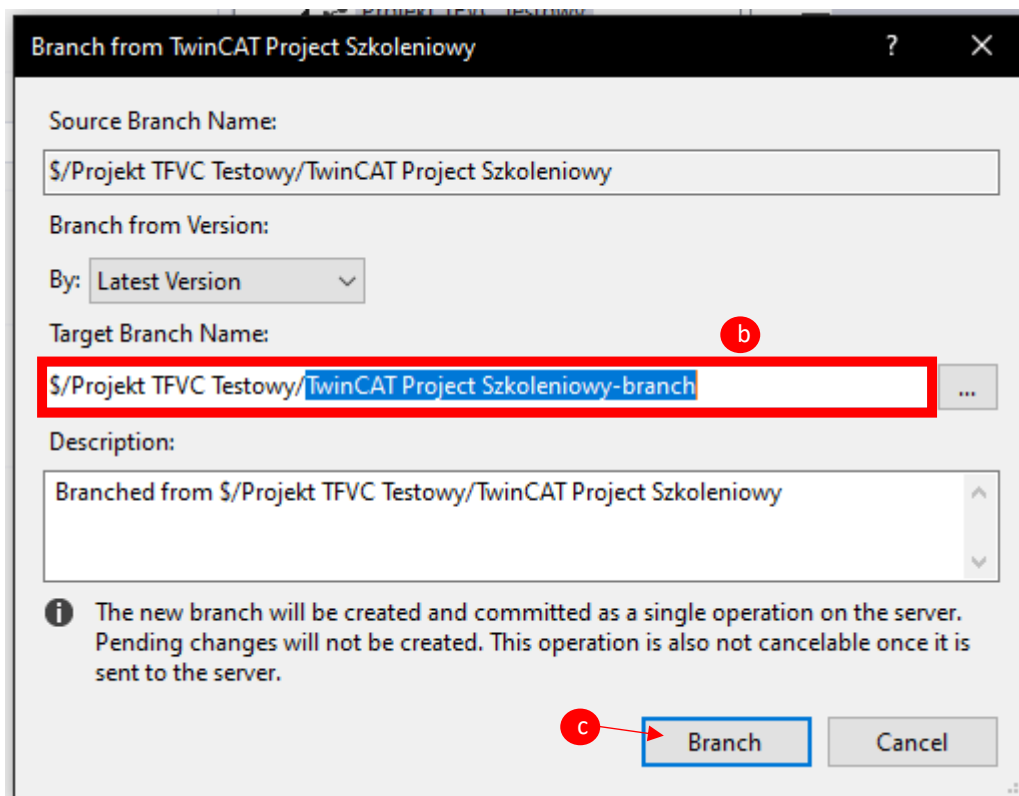 Projekt TFVC Testowy
Branch from TwinCAT Project Szkoleniowy
?
Source Branch Name:
$/Projekt TFVC Testowy/TwinCAT Project Szkoleniowy
Branch from Version:
By: Latest Version
Target Branch Name:
b
$/Projekt TFVC Testowy/TwinCAT Project Szkoleniowy-branch
...
Description:
Branched from $/Projekt TFVC Testowy/TwinCAT Project Szkoleniowy
The new branch will be created and committed as a single operation on the server.
Pending changes will not be created. This operation is also not cancelable once it is
sent to the server.
c
Branch
Cancel